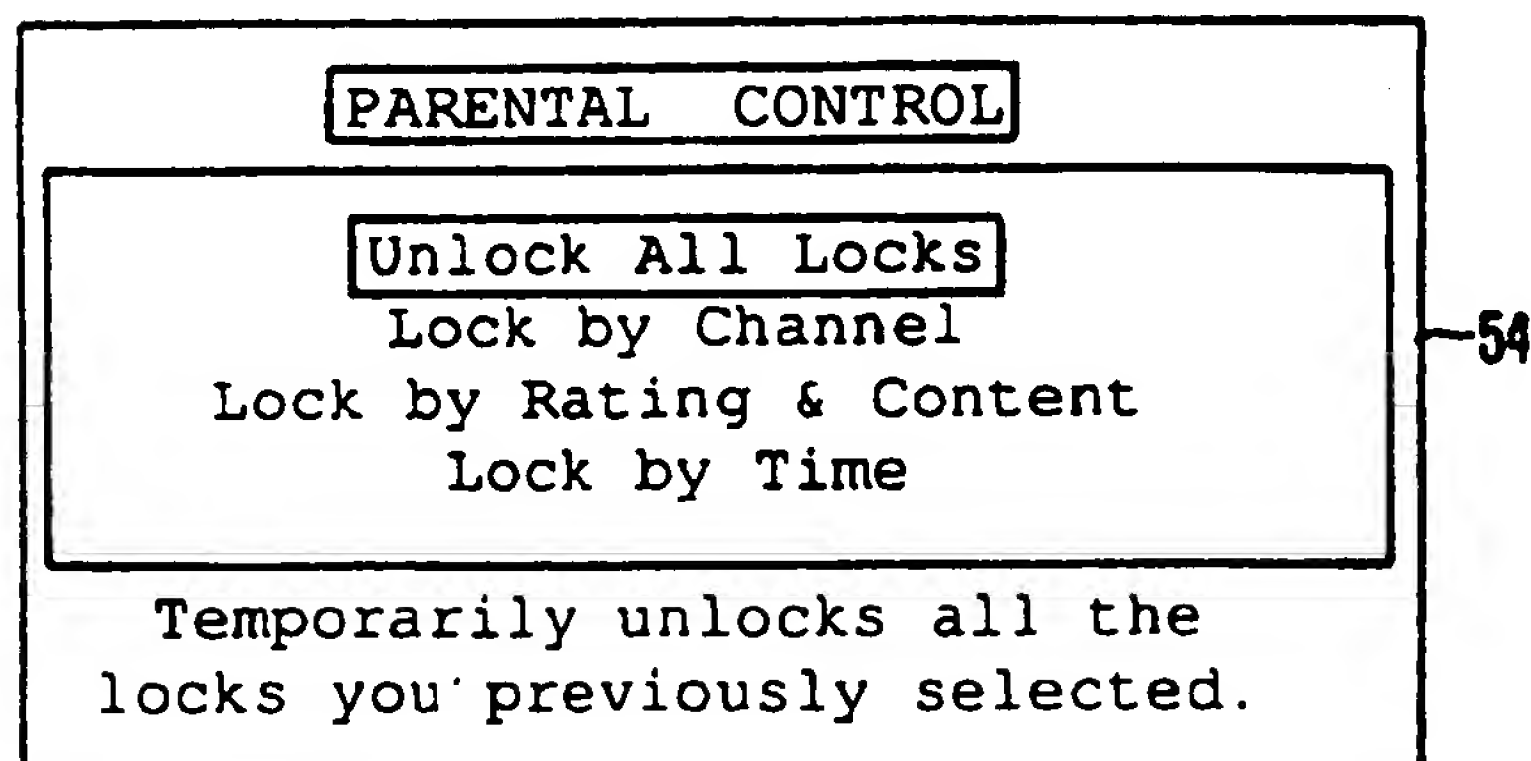 PARENTAL CONTROL
Unlock All Locks
Lock by Channel
54
Lock by Rating & Content
Lock by Time
Temporarily unlocks all the
locks you previously selected.